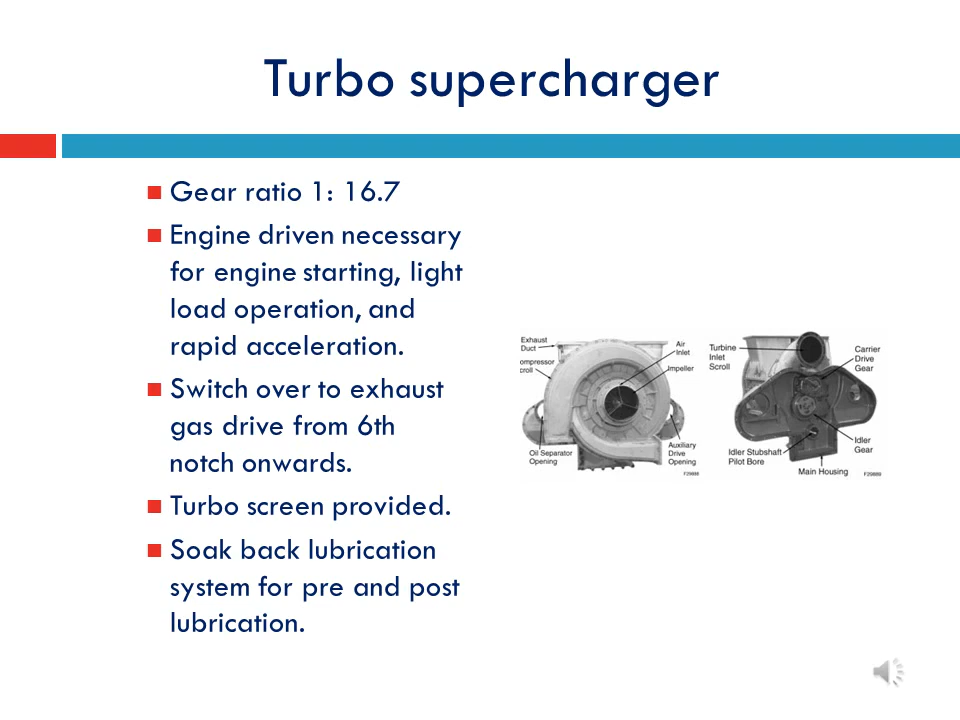 Turbo supercharger
Gear ratio 1: 16.7
Engine driven necessary
for engine starting, light
load operation, and
rapid acceleration.
Switch over to exhaust
gas drive from 6th
notch onwards.
Turbo screen provided.
Soak back lubrication
system for pre and post
lubrication.
Exhaust
Duct
ompressor
croll
Air
Inlet
Impeller
Oil Separator
Opening
Auxiliary
Drive
Opening
F29888
Turbine
Inlet
Scroll
Carrier
Drive
Gear
Idler Stubshaft
Pilot Bore
Idler
Gear
Main Housing
F29889